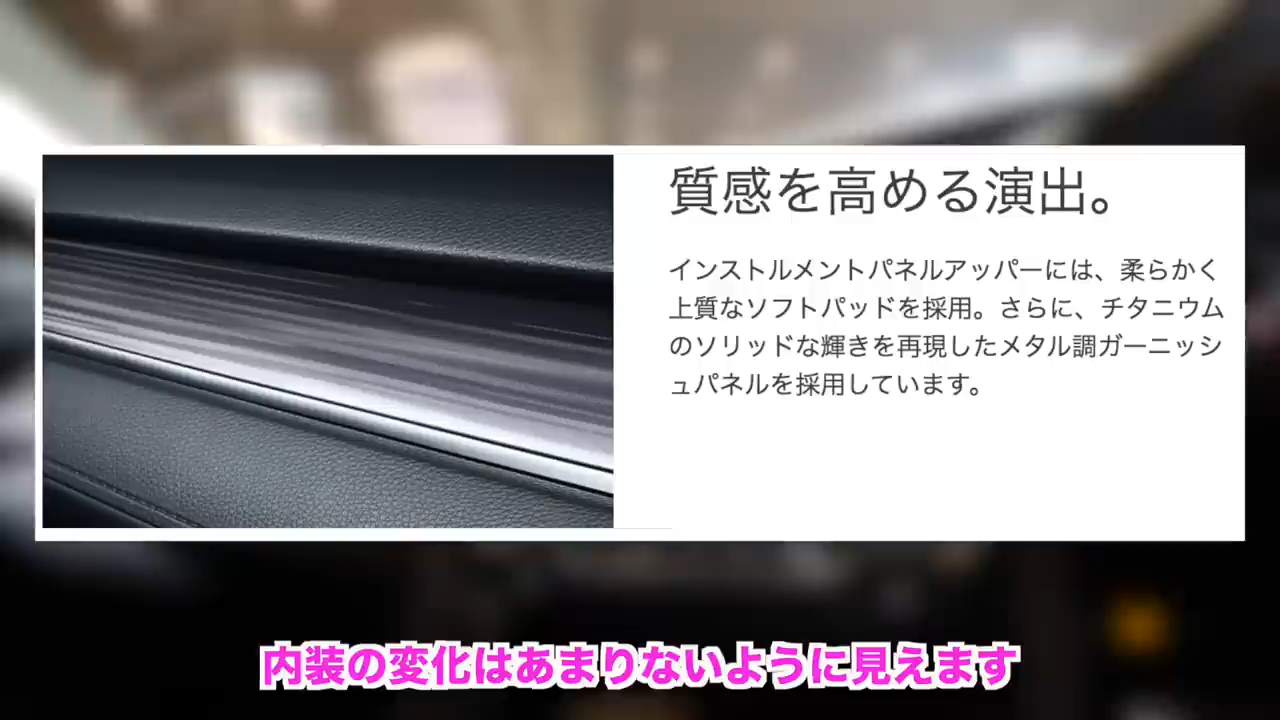 質感を高める演出。
インストルメントパネルアッパーには、柔らかく
上質なソフトパッドを採用。さらに、チタニウム
のソリッドな輝きを再現したメタル調ガーニッシ
ュパネルを採用しています。
内装の変化はあまりないように見えます